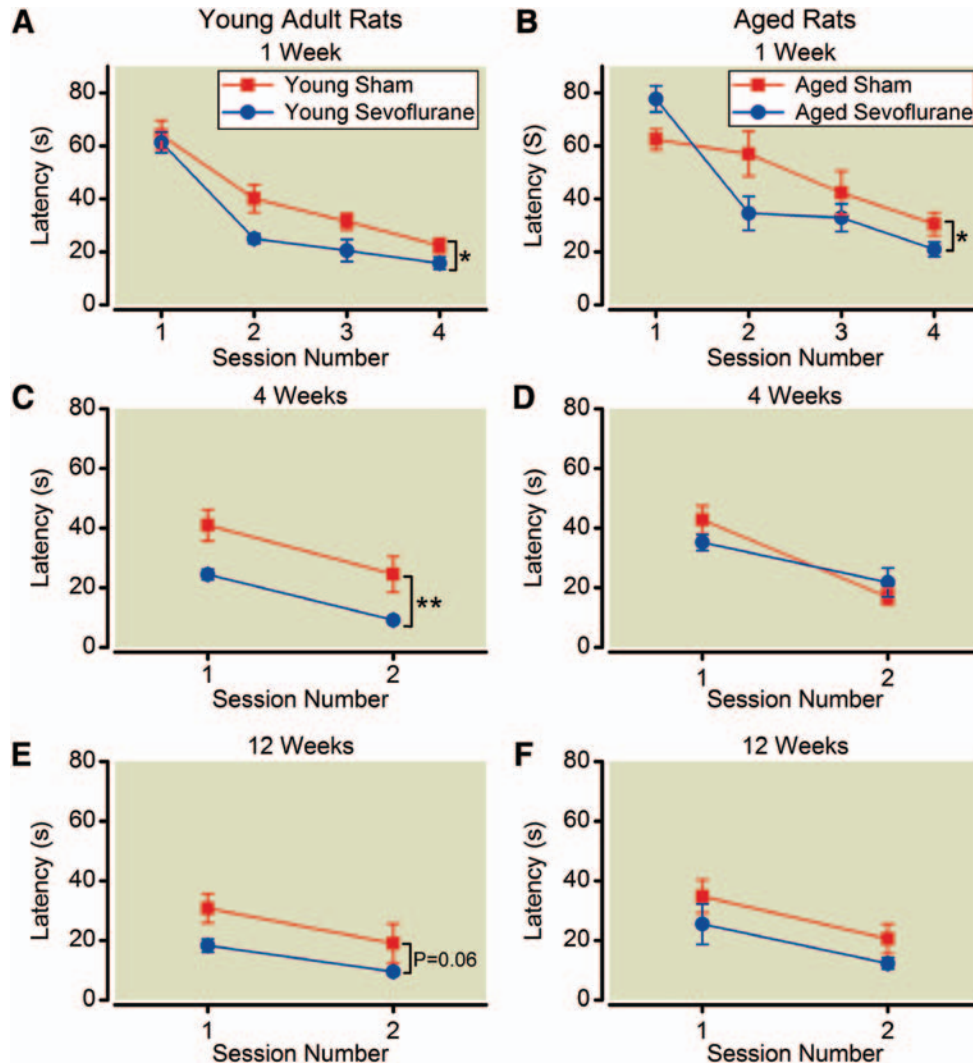 A
Young Adult Rats
1 Week
Latency (s)
80
60
40
20
0
Young Sham
Young Sevoflurane
*
1 2 3 4
Session Number
B
Aged Rats
1 Week
Latency (S)
80
60
40
20
0
Aged Sham
Aged Sevoflurane
*
1 2 3 4
Session Number
C
4 Weeks
Latency (s)
80
60
40
20
0
**
1 2
Session Number
D
4 Weeks
Latency (s)
80
60
40
20
0
1 2
Session Number
E
12 Weeks
Latency (s)
80
60
40
20
0
P=0.06
1 2
Session Number
F
12 Weeks
Latency (s)
80
60
40
20
0
1 2
Session Number